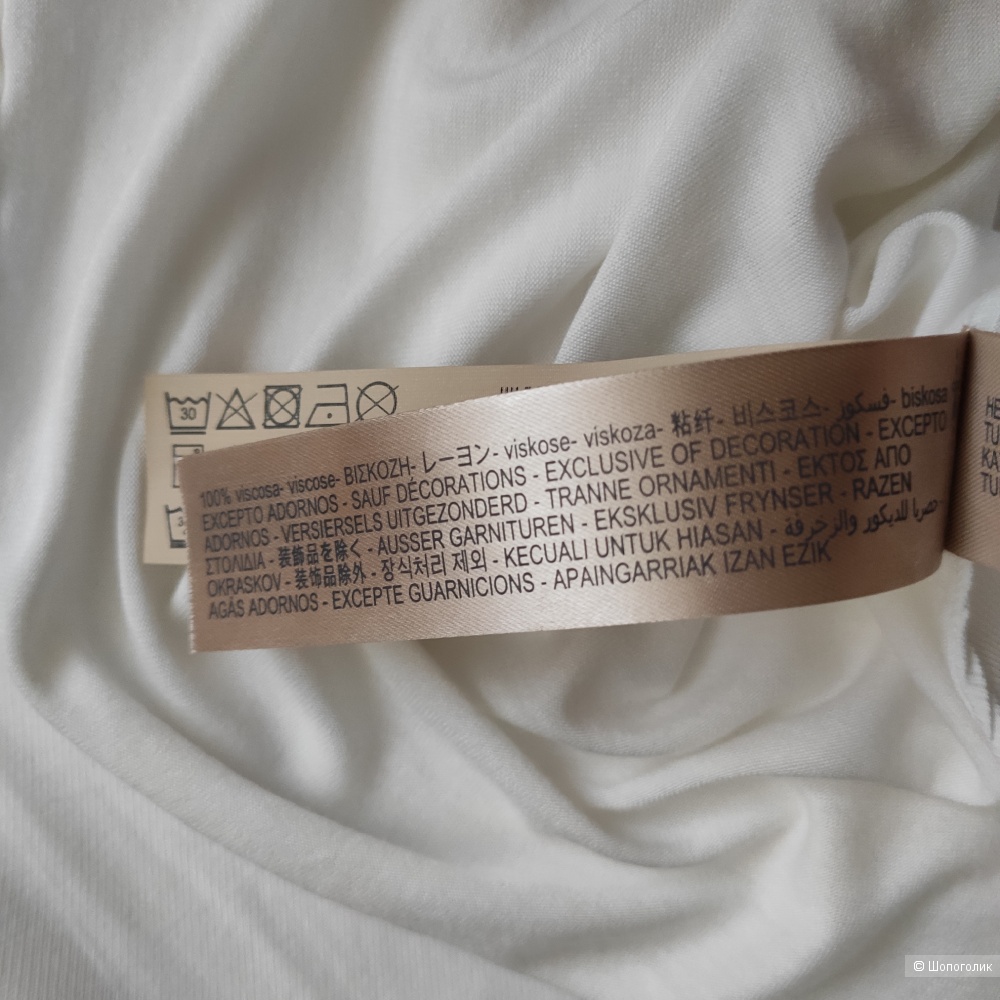 30
100% viscosa- viscose- ΒΙΣΚΟΖΗ- レーヨン- viskose- viskoza- 粘纤- 비스코스- فسكوز- biskosa
EXCEPTO ADORNOS - SAUF DÉCORATIONS - EXCLUSIVE OF DECORATION - EXCEPTO
ADORNOS - VERSIERSELS UITGEZONDERD - TRANNE ORNAMENTI - ΕΚΤΟΣ ΑΠΟ
ΣΤΟΛΙΔΙΑ - 装飾品を除く - AUSSER GARNITUREN - EKSKLUSIV FRYNSER - RAZEN
OKRASKOV - 装饰品除外 - 장식처리 제외 - KECUALI UNTUK HIASAN - حصريا للديكور والزخرفة
AGÁS ADORNOS - EXCEPTE GUARNICIONS - APAINGARRIAK IZAN EZIK
© Шопоголик